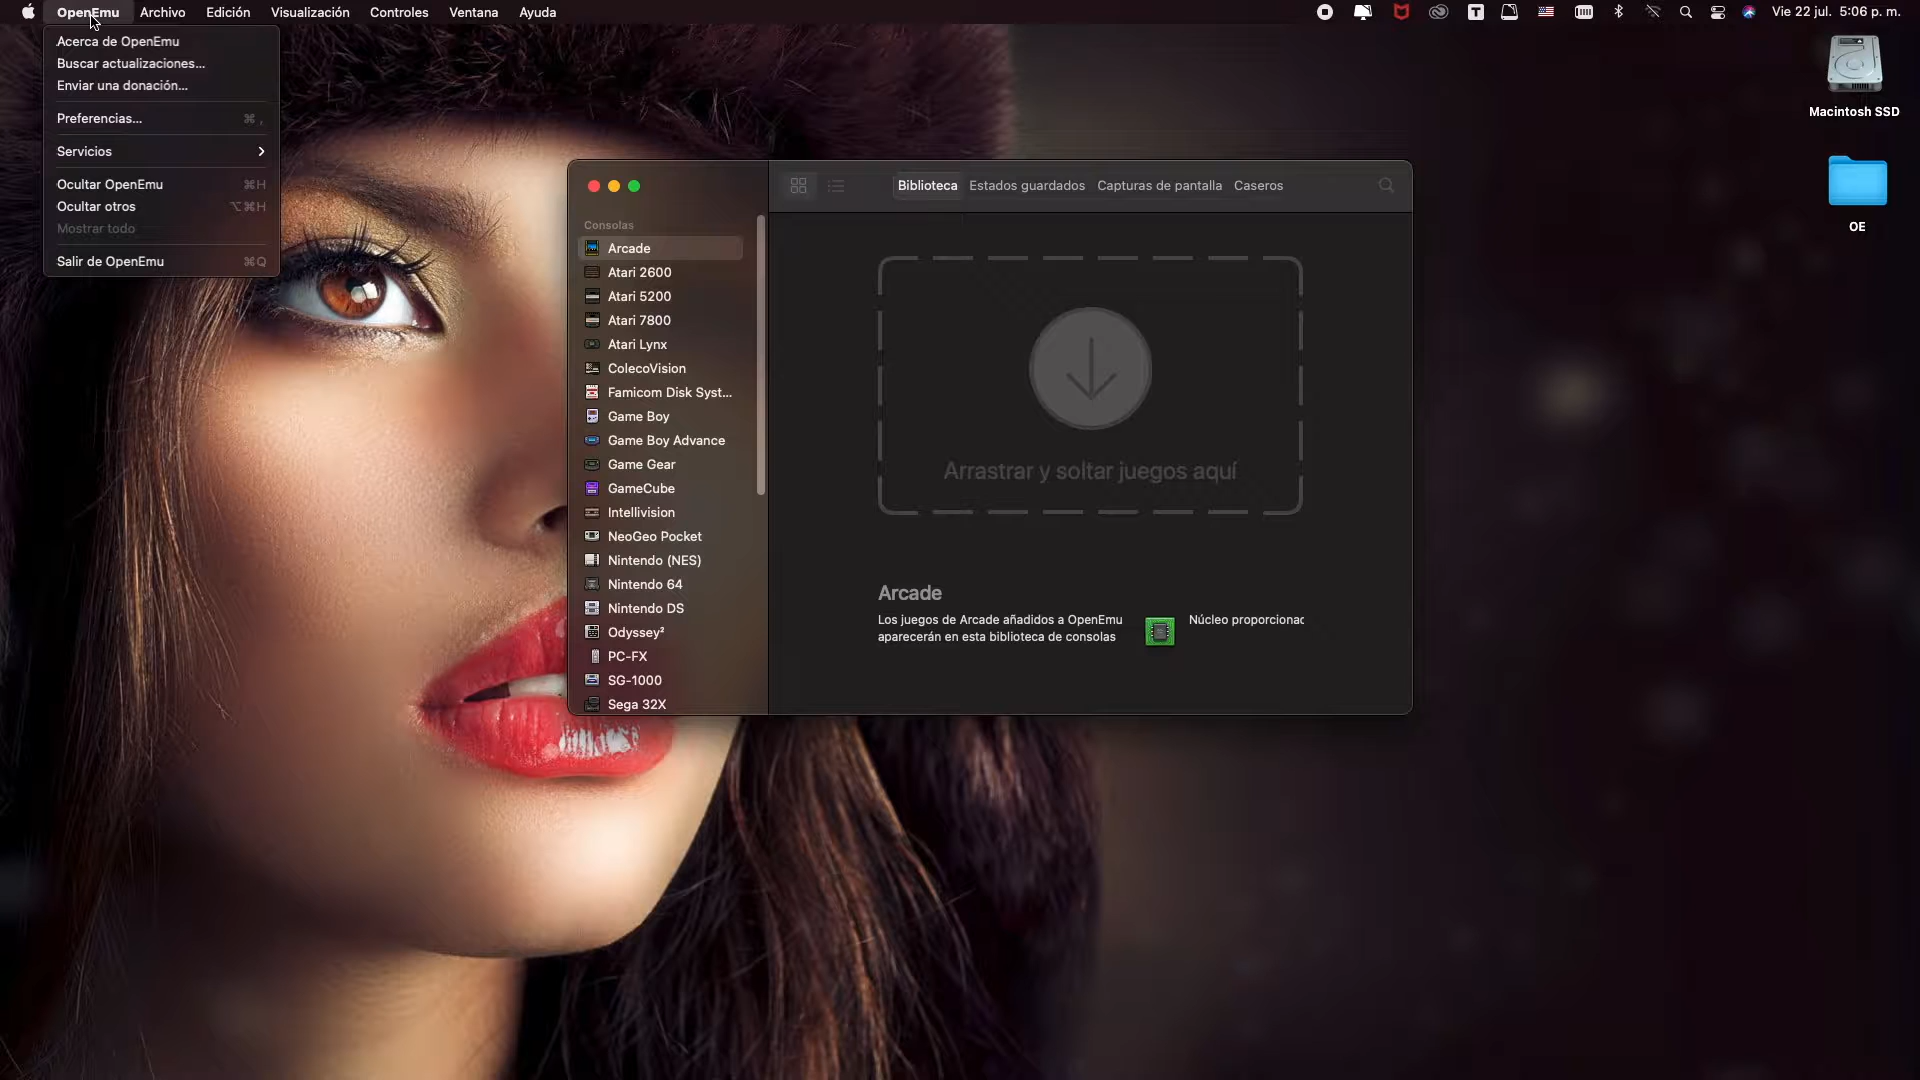 OpenEmu Archivo Edición Visualización Controles Ventana Ayuda
Vie 22 jul. 5:06 p. m.
Acerca de OpenEmu
Buscar actualizaciones...
Enviar una donación...
Preferencias... ⌘ ,
Servicios
Ocultar OpenEmu ⌘H
Ocultar otros ⌥⌘H
Mostrar todo
Salir de OpenEmu ⌘Q
Macintosh SSD
OE
Biblioteca Estados guardados Capturas de pantalla Caseros
Consolas
Arcade
Atari 2600
Atari 5200
Atari 7800
Atari Lynx
ColecoVision
Famicom Disk Syst...
Game Boy
Game Boy Advance
Game Gear
GameCube
Intellivision
NeoGeo Pocket
Nintendo (NES)
Nintendo 64
Nintendo DS
Odyssey²
PC-FX
SG-1000
Sega 32X
Arrastrar y soltar juegos aquí
Arcade
Los juegos de Arcade añadidos a OpenEmu
aparecerán en esta biblioteca de consolas
Núcleo proporcionac